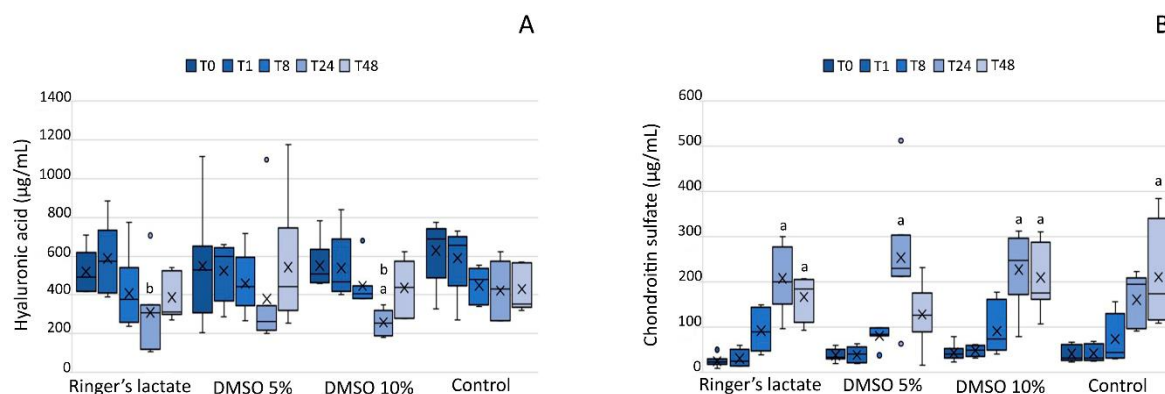 A
T0 T1 T8 T24 T48
Hyaluronic acid (µg/mL)
1400
1200
1000
800
600
400
200
0
b
b
a
Ringer's lactate DMSO 5% DMSO 10% Control
B
T0 T1 T8 T24 T48
Chondroitin sulfate (µg/mL)
600
500
400
300
200
100
0
a
a
a
a
a
a
Ringer's lactate DMSO 5% DMSO 10% Control